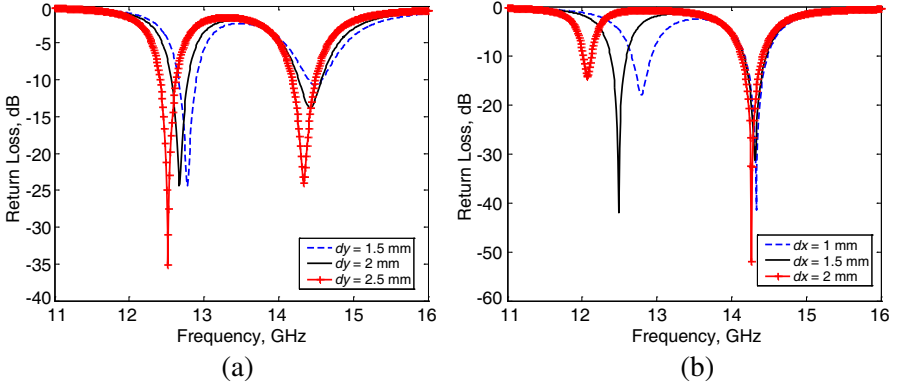 0
-5
-10
-15
-20
-25
-30
-35
-40
Return Loss, dB
dy = 1.5 mm
dy = 2 mm
dy = 2.5 mm
11 12 13 14 15 16
Frequency, GHz
(a)
0
-10
-20
-30
-40
-50
-60
Return Loss, dB
dx = 1 mm
dx = 1.5 mm
dx = 2 mm
11 12 13 14 15 16
Frequency, GHz
(b)